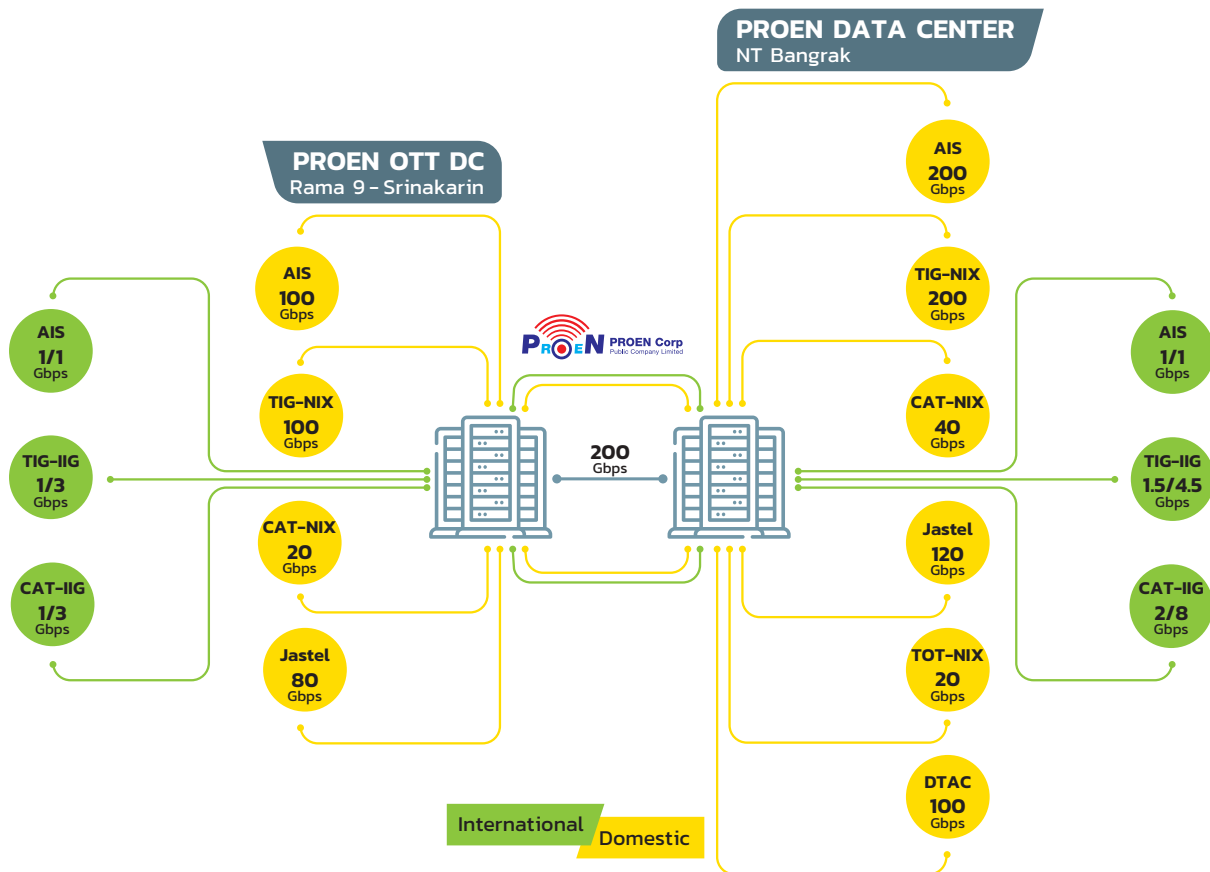 PROEN DATA CENTER
NT Bangrak
PROEN OTT DC
Rama 9 - Srinakarin
AIS
1/1
Gbps
TIG-IIG
1/3
Gbps
CAT-IIG
1/3
Gbps
AIS
100
Gbps
TIG-NIX
100
Gbps
CAT-NIX
20
Gbps
Jastel
80
Gbps
PROEN
PROEN Corp
Public Company Limited
200
Gbps
AIS
200
Gbps
TIG-NIX
200
Gbps
CAT-NIX
40
Gbps
Jastel
120
Gbps
TOT-NIX
20
Gbps
DTAC
100
Gbps
AIS
1/1
Gbps
TIG-IIG
1.5/4.5
Gbps
CAT-IIG
2/8
Gbps
International
Domestic